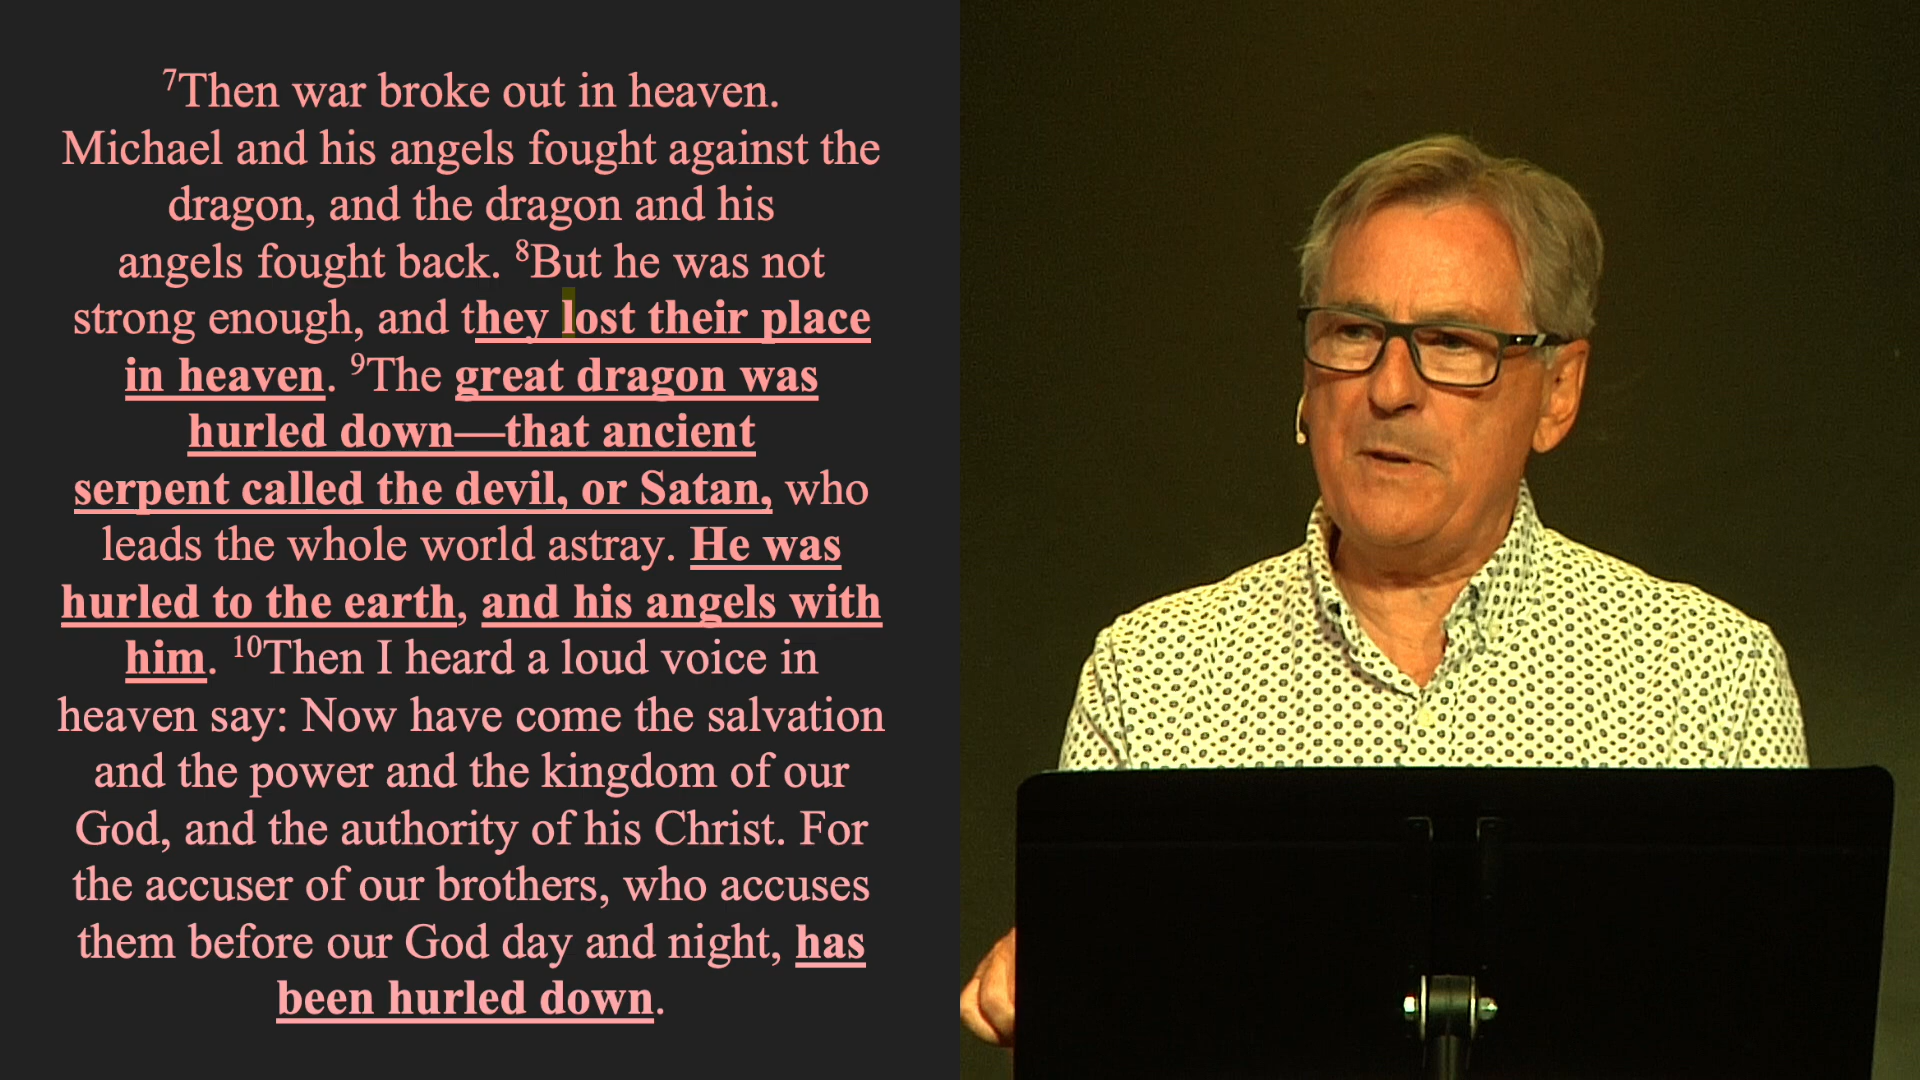 ⁷Then war broke out in heaven.
Michael and his angels fought against the
dragon, and the dragon and his
angels fought back. ⁸But he was not
strong enough, and they lost their place
in heaven. ⁹The great dragon was
hurled down—that ancient
serpent called the devil, or Satan, who
leads the whole world astray. He was
hurled to the earth, and his angels with
him. ¹⁰Then I heard a loud voice in
heaven say: Now have come the salvation
and the power and the kingdom of our
God, and the authority of his Christ. For
the accuser of our brothers, who accuses
them before our God day and night, has
been hurled down.